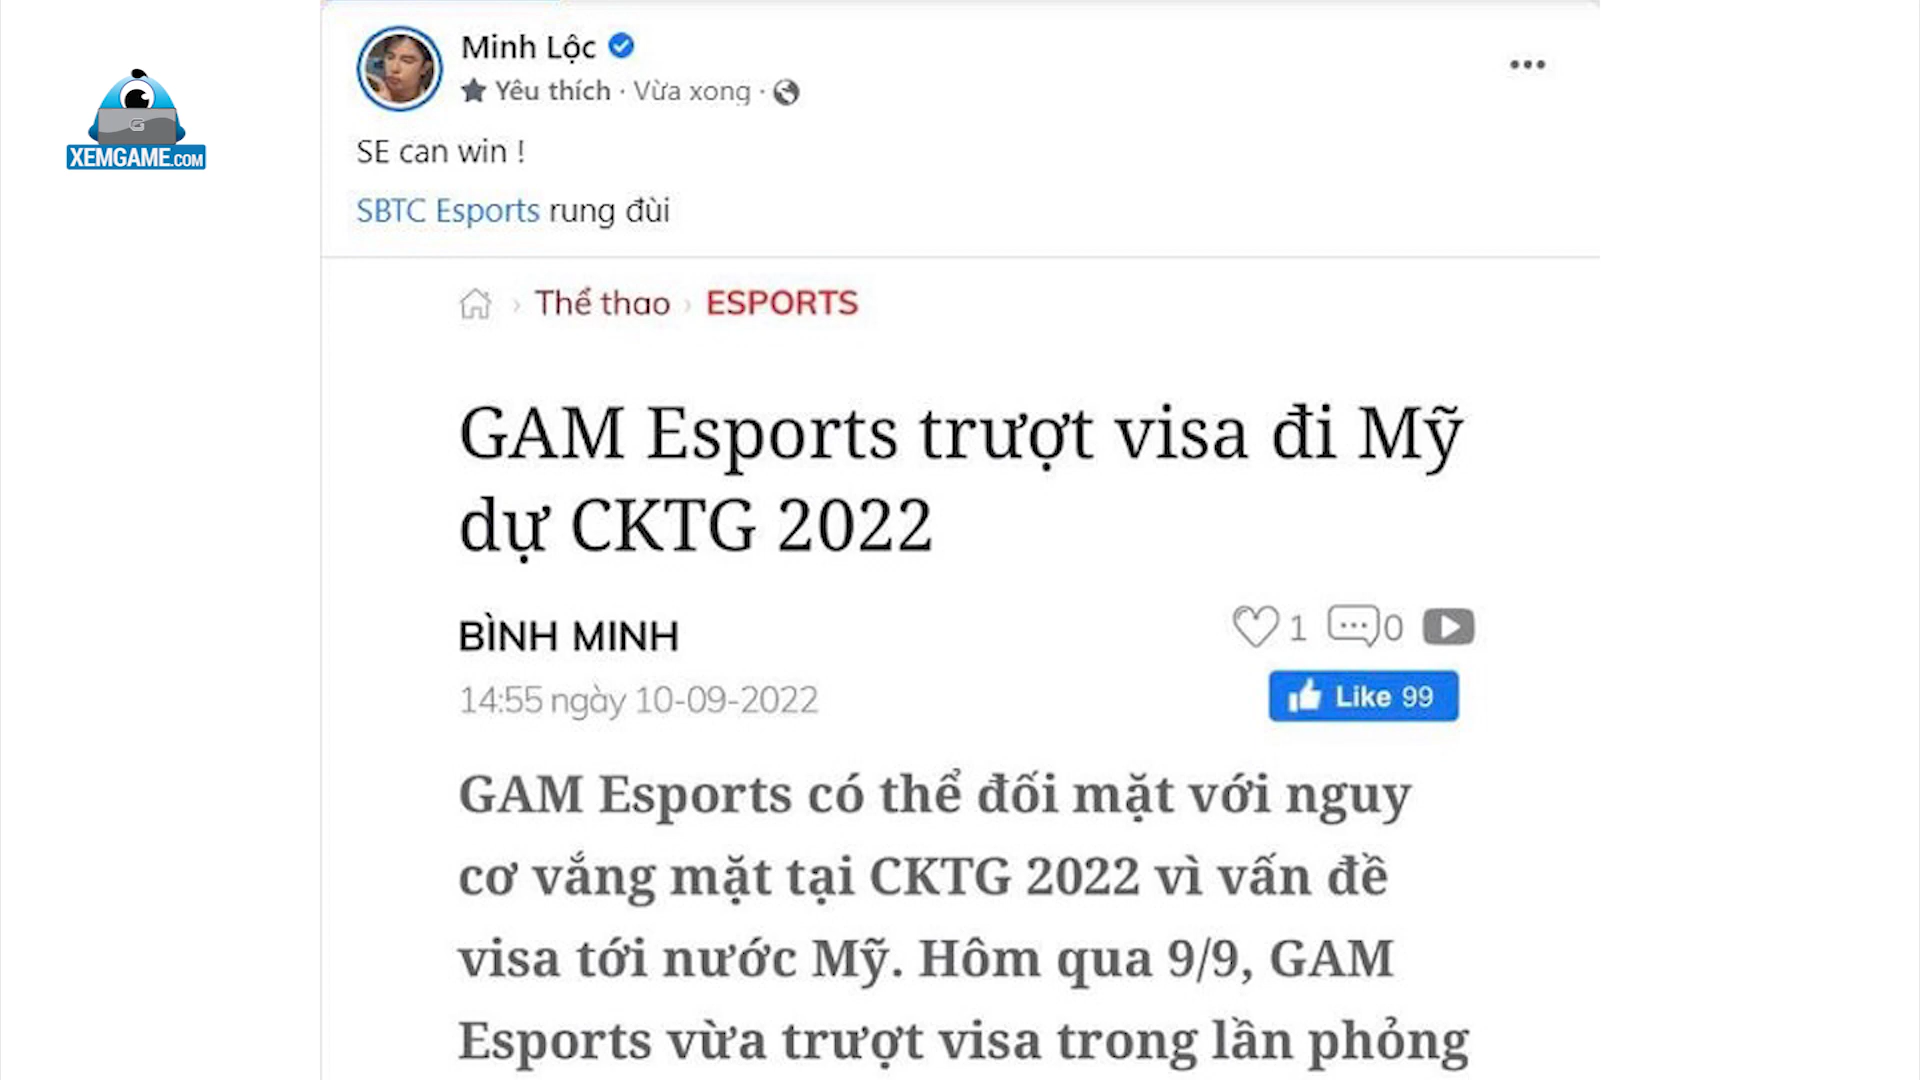 Minh Lộc
Yêu thích · Vừa xong ·
SE can win !
SBTC Esports rung đùi
XEMGAME.COM
Thể thao › ESPORTS
GAM Esports trượt visa đi Mỹ
dự CKTG 2022
BÌNH MINH
1 0
14:55 ngày 10-09-2022
Like 99
GAM Esports có thể đối mặt với nguy
cơ vắng mặt tại CKTG 2022 vì vấn đề
visa tới nước Mỹ. Hôm qua 9/9, GAM
Esports vừa trượt visa trong lần phỏng